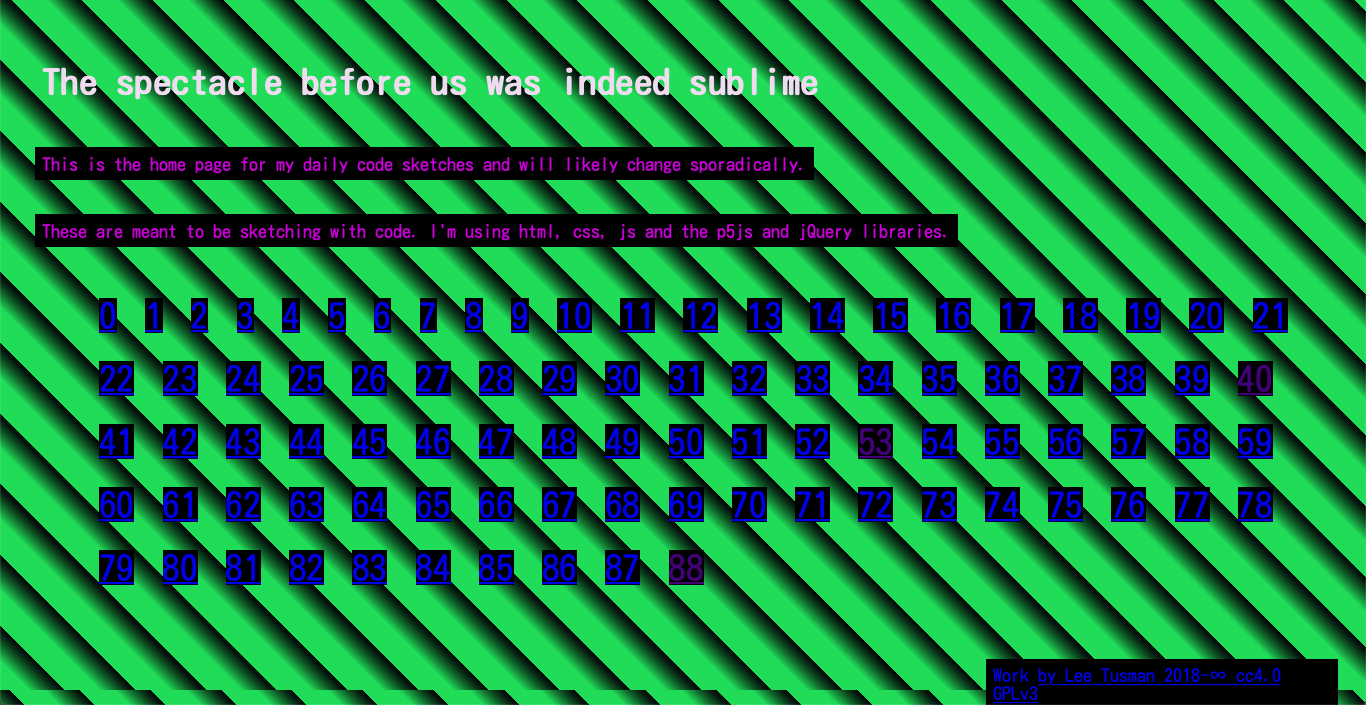 The spectacle before us was indeed sublime
This is the home page for my daily code sketches and will likely change sporadically.
These are meant to be sketching with code. I'm using html, css, js and the p5js and jQuery libraries.
0 1 2 3 4 5 6 7 8 9 10 11 12 13 14 15 16 17 18 19 20 21
22 23 24 25 26 27 28 29 30 31 32 33 34 35 36 37 38 39 40
41 42 43 44 45 46 47 48 49 50 51 52 53 54 55 56 57 58 59
60 61 62 63 64 65 66 67 68 69 70 71 72 73 74 75 76 77 78
79 80 81 82 83 84 85 86 87 88
Work by Lee Tusman 2018-∞ cc4.0
GPLv3